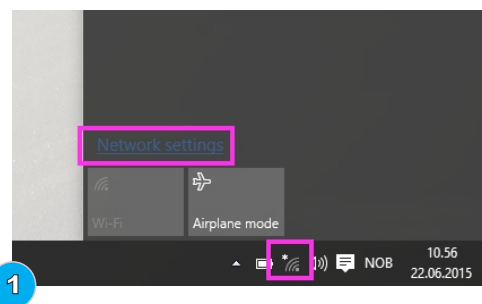 Network settings
Wi-Fi
Airplane mode
NOB
10.56
22.06.2015
1